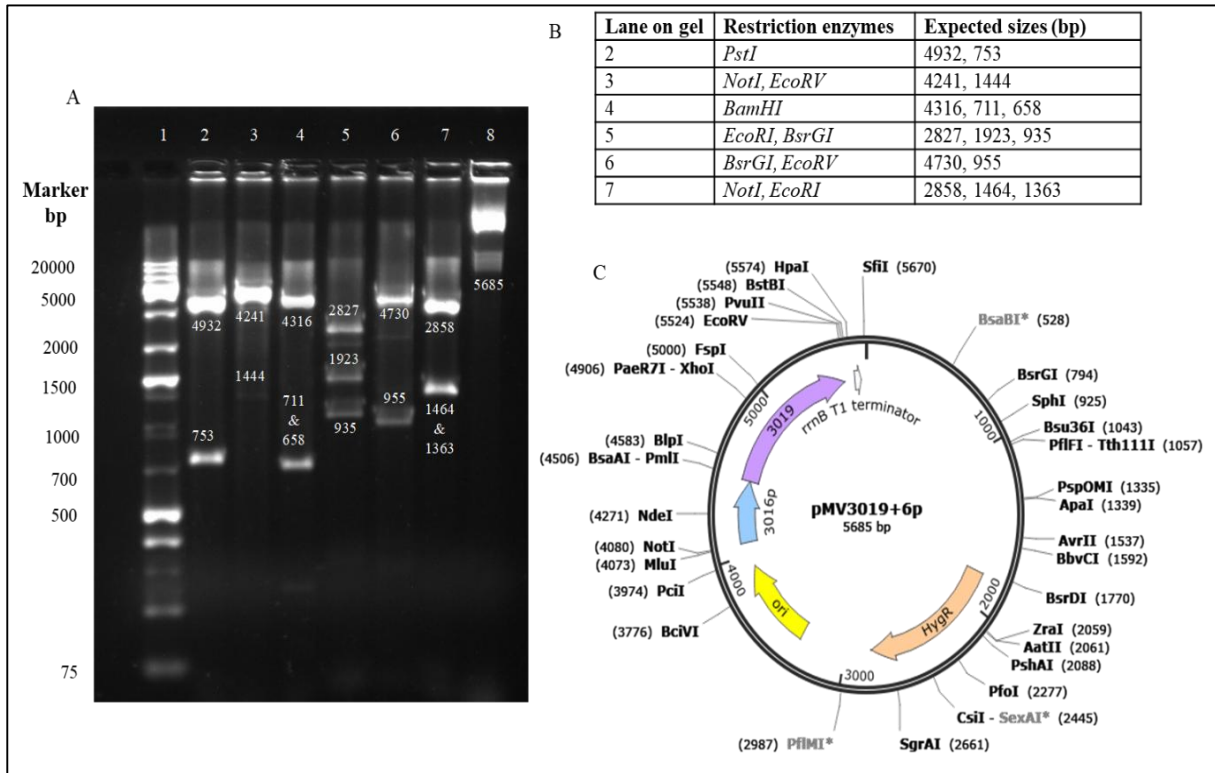 A
1 2 3 4 5 6 7 8
Marker
bp
20000
5000
2000
1500
1000
700
500
75
4932
753
4241
1444
4316
711
&
658
2827
1923
935
4730
955
2858
1464
&
1363
5685
B
Lane on gel Restriction enzymes Expected sizes (bp)
2 PstI 4932, 753
3 NotI, EcoRV 4241, 1444
4 BamHI 4316, 711, 658
5 EcoRI, BsrGI 2827, 1923, 935
6 BsrGI, EcoRV 4730, 955
7 NotI, EcoRI 2858, 1464, 1363
C
(5574) HpaI
(5548) BstBI
(5538) PvuII
(5524) EcoRV
(5000) FspI
(4906) PaeR7I - XhoI
(4583) BlpI
(4506) BsaAI - PmlI
(4271) NdeI
(4080) NotI
(4073) MluI
(3974) PciI
(3776) BciVI
(2987) PflMI*
SfiI (5670)
BsaBI* (528)
BsrGI (794)
SphI (925)
Bsu36I (1043)
PflFI - Tth111I (1057)
PspOMI (1335)
ApaI (1339)
AvrII (1537)
BbvCI (1592)
BsrDI (1770)
ZraI (2059)
AatII (2061)
PshAI (2088)
PfoI (2277)
CsiI - SexAI* (2445)
SgrAI (2661)
1000
2000
3000
4000
5000
rrnB T1 terminator
3019
3016p
ori
HygR
pMV3019+6p
5685 bp